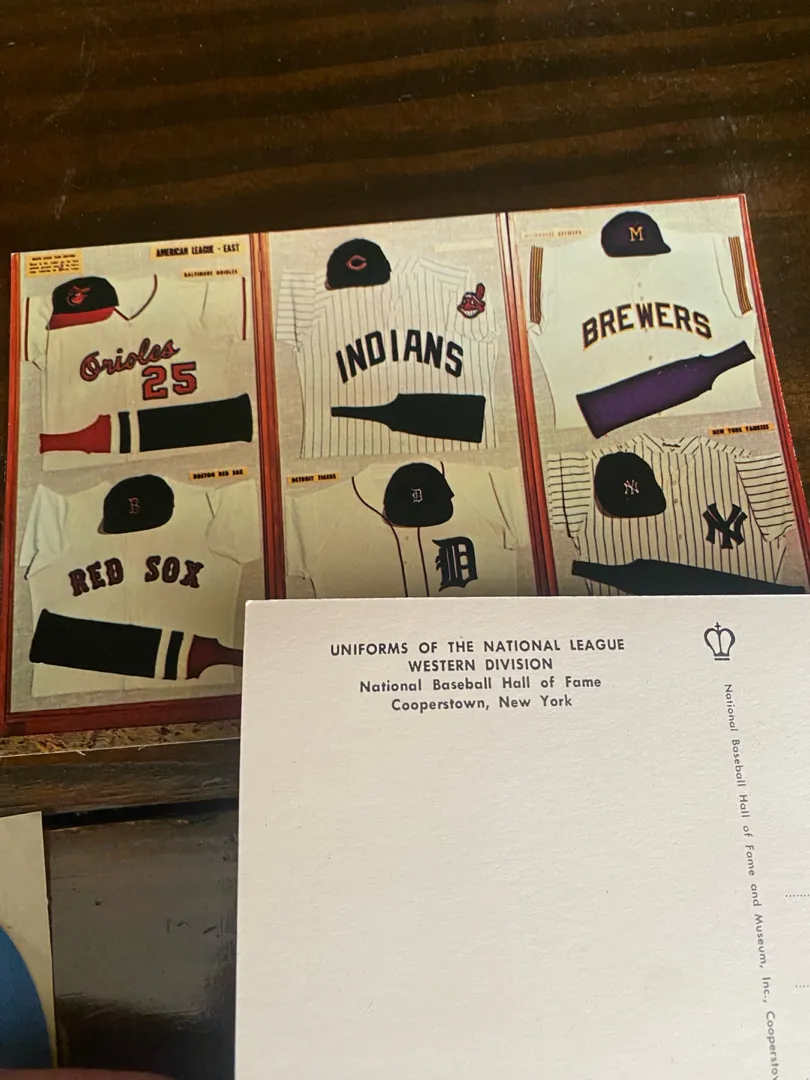 AMERICAN LEAGUE - EAST
BALTIMORE ORIOLES
Orioles
25
C
INDIANS
M
BREWERS
BOSTON RED SOX
B
RED SOX
DETROIT TIGERS
D
D
NEW YORK YANKEES
NY
NY
UNIFORMS OF THE NATIONAL LEAGUE
WESTERN DIVISION
National Baseball Hall of Fame
Cooperstown, New York
National Baseball Hall of Fame and Museum, Inc.,